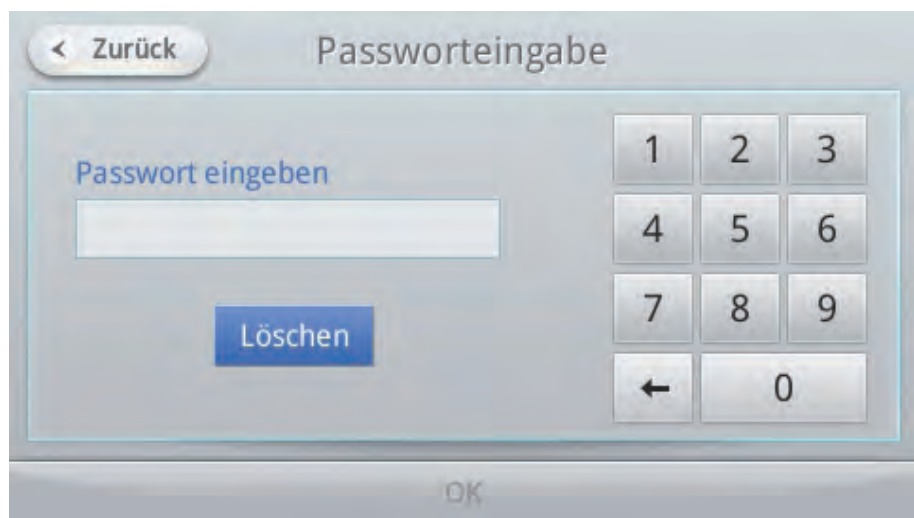 Zurück
Passworteingabe
Passwort eingeben
Löschen
1 2 3
4 5 6
7 8 9
← 0
OK